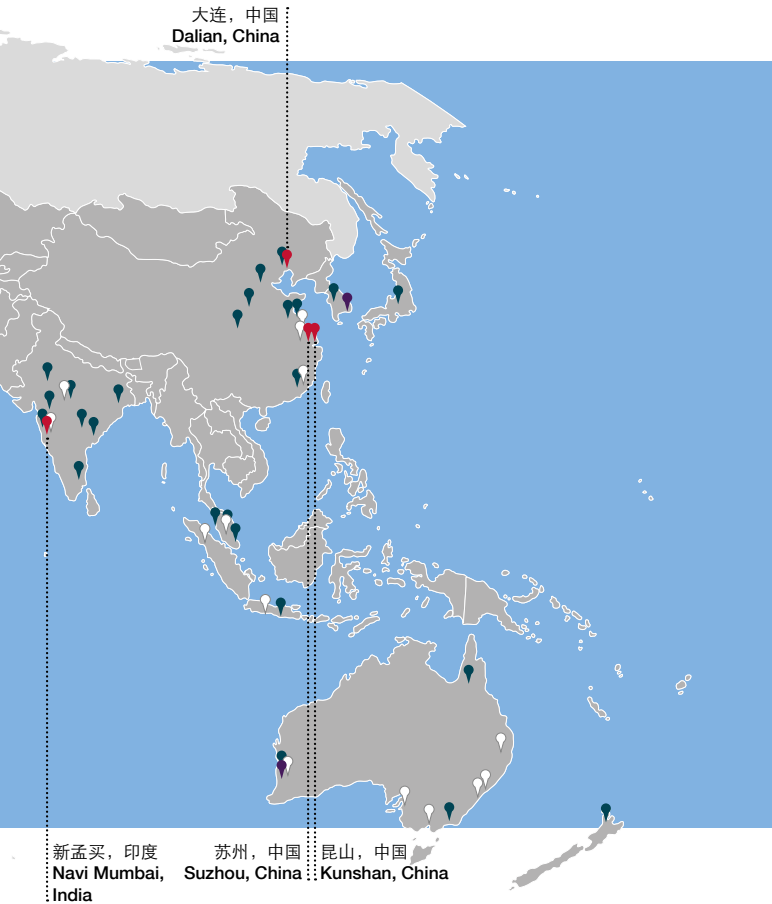 大连，中国
Dalian, China
新孟买，印度
Navi Mumbai,
India
苏州，中国
Suzhou, China
昆山，中国
Kunshan, China